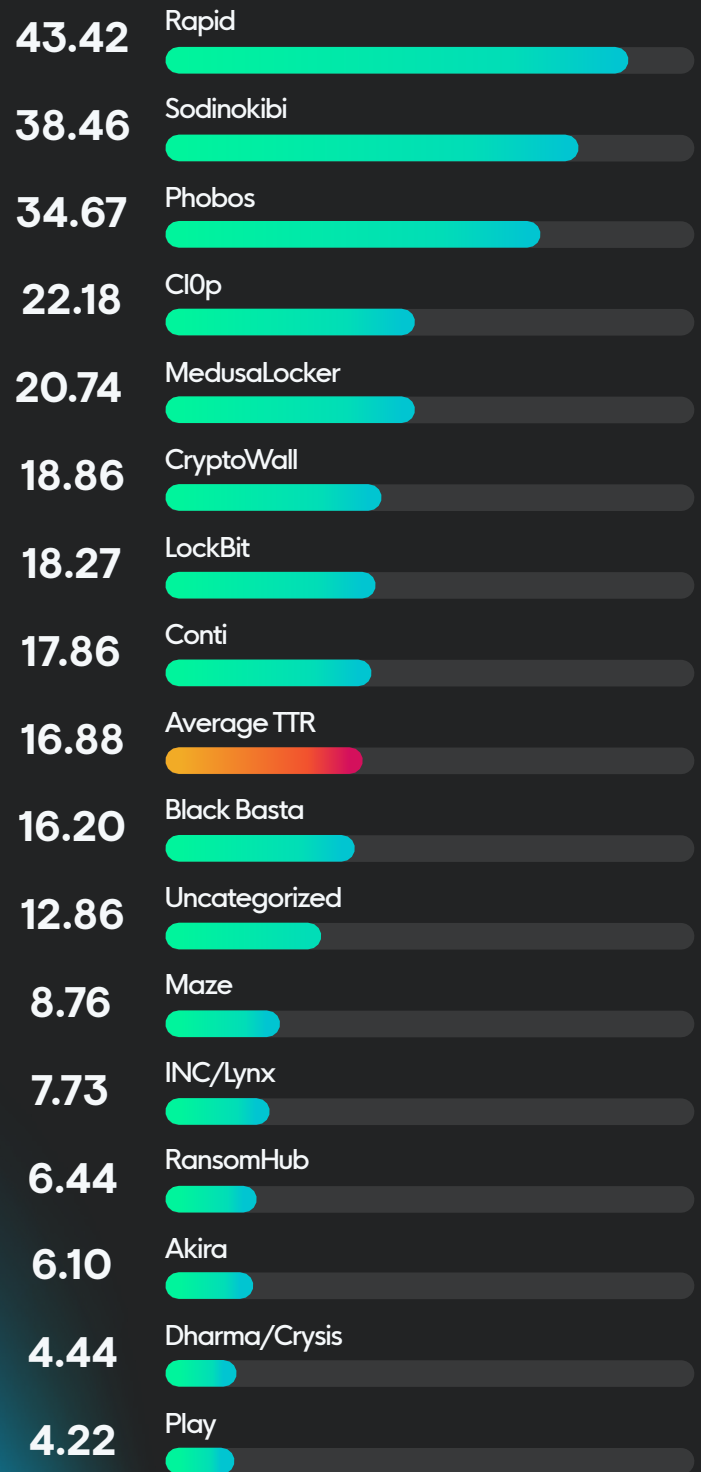 43.42 Rapid
38.46 Sodinokibi
34.67 Phobos
22.18 Cl0p
20.74 MedusaLocker
18.86 CryptoWall
18.27 LockBit
17.86 Conti
16.88 Average TTR
16.20 Black Basta
12.86 Uncategorized
8.76 Maze
7.73 INC/Lynx
6.44 RansomHub
6.10 Akira
4.44 Dharma/Crysis
4.22 Play